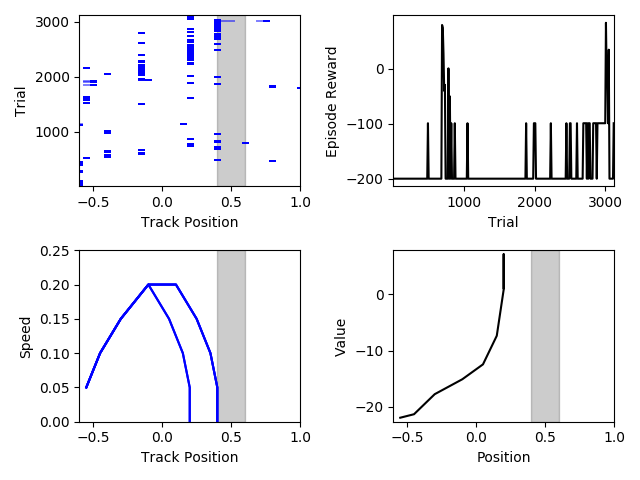 3000
2000
1000
Trial
−0.5 0.0 0.5 1.0
Track Position
0
−100
−200
Episode Reward
1000 2000 3000
Trial
0.25
0.20
0.15
0.10
0.05
0.00
Speed
−0.5 0.0 0.5 1.0
Track Position
0
−10
−20
Value
−0.5 0.0 0.5 1.0
Position